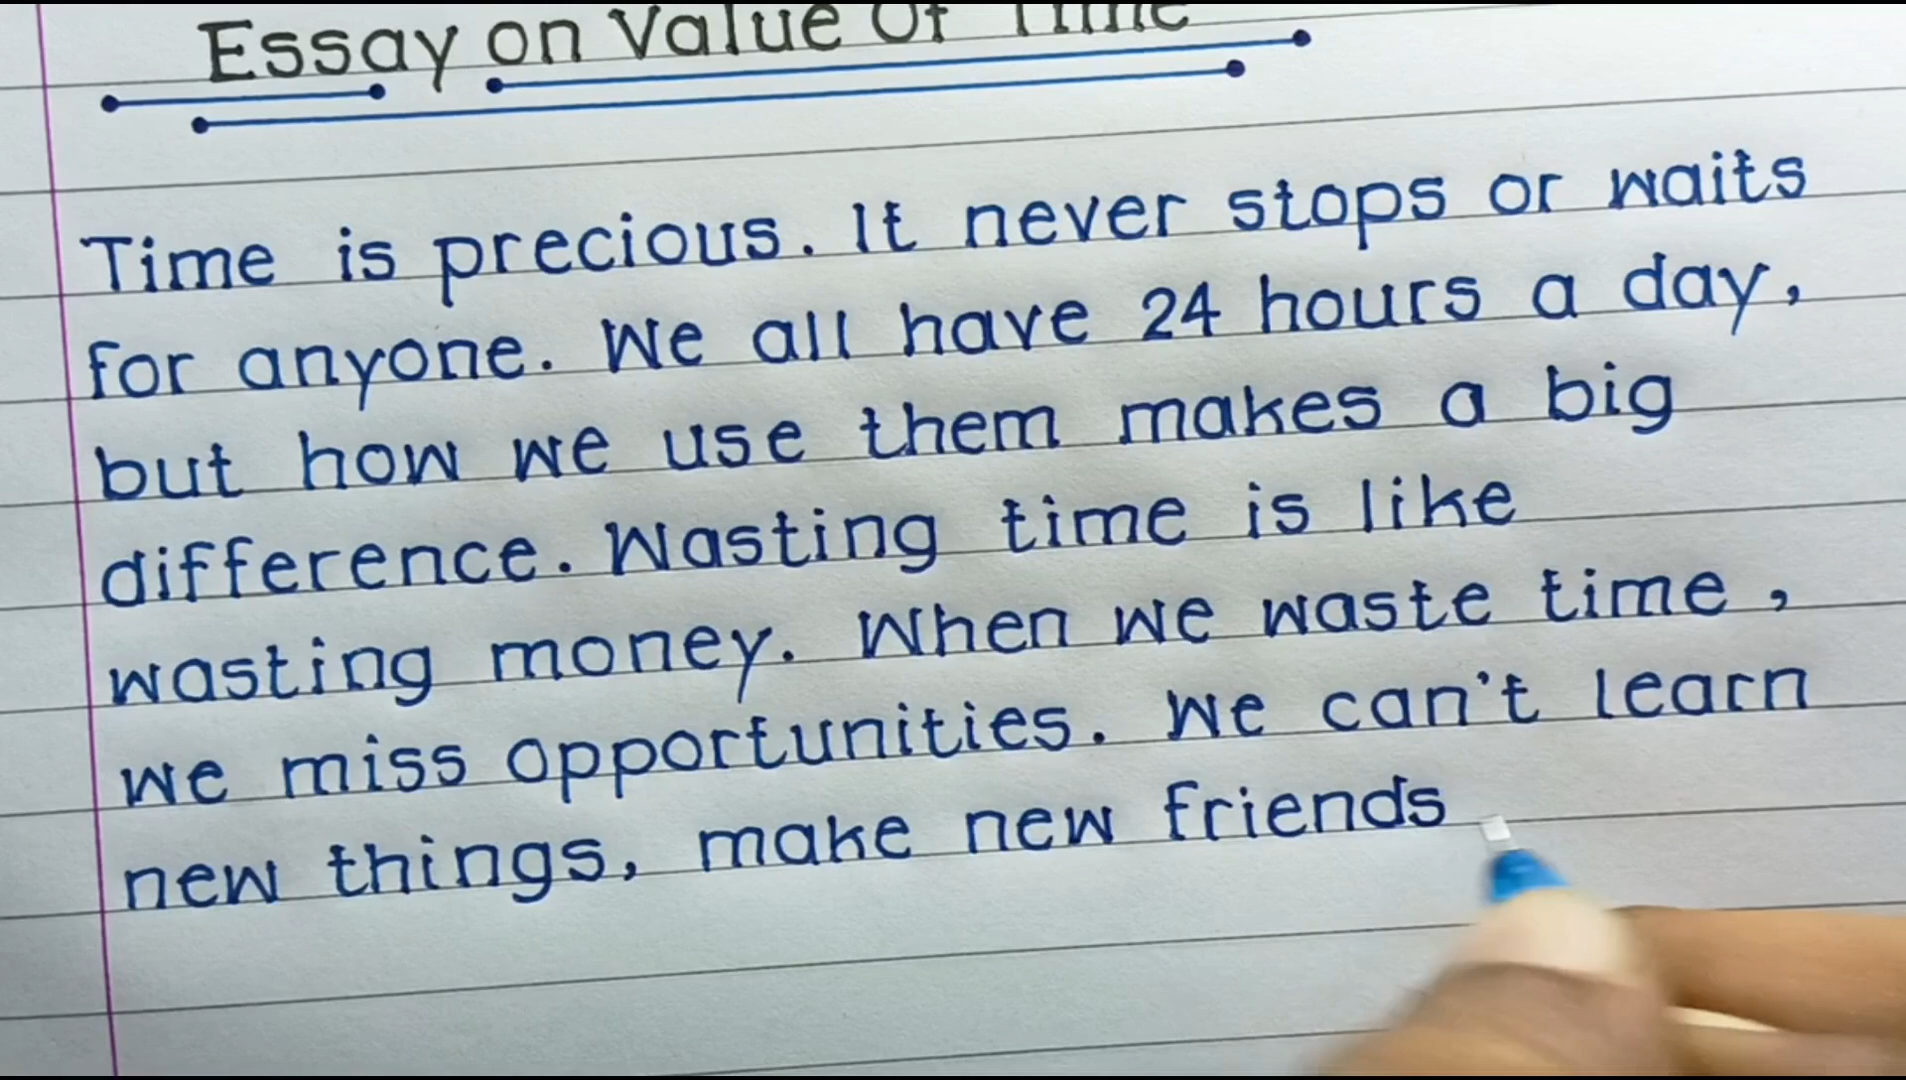 Essay on Value Of Time
Time is precious. It never stops or waits
for anyone. We all have 24 hours a day,
but how we use them makes a big
difference. Wasting time is like
wasting money. When we waste time,
we miss opportunities. We can't learn
new things, make new friends